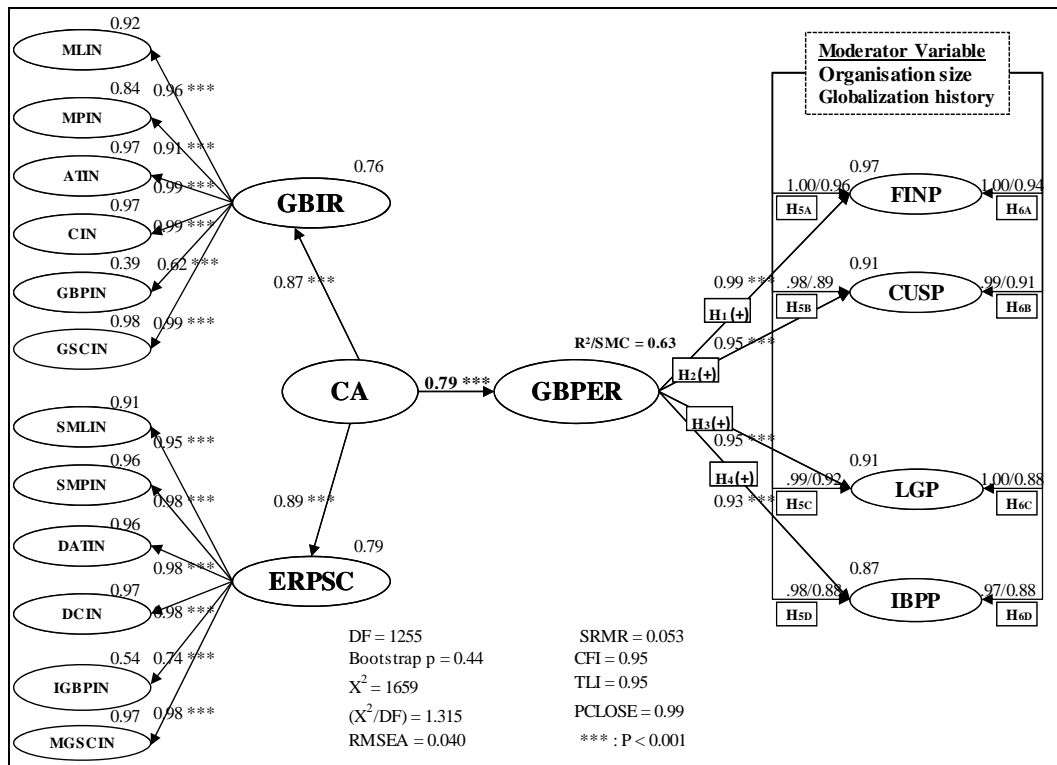 0.92
MLIN
0.96 ***
0.84
MPIN
0.91 ***
0.97
ATIN
0.99 ***
0.97
CIN
0.99 ***
0.39
GBPIN
0.62 ***
0.98
GSCIN
0.99 ***
0.76
GBIR
0.87 ***
CA
0.79 ***
0.89 ***
0.79
ERPSC
0.91
SMLIN
0.95 ***
0.96
SMPIN
0.98 ***
0.96
DATIN
0.98 ***
0.97
DCIN
0.98 ***
0.54
IGBPIN
0.74 ***
0.97
MGSCIN
0.98 ***
R²/SMC = 0.63
GBPER
0.99 ***
H1(+)
0.95 ***
H2(+)
H3(+)
0.95 ***
H4(+)
0.93 ***
Moderator Variable
Organisation size
Globalization history
0.97
1.00/0.96
FINP
1.00/0.94
H5A
H6A
0.91
.98/.89
CUSP
.99/0.91
H5B
H6B
0.91
.99/0.92
LGP
1.00/0.88
H5C
H6C
0.87
.98/0.88
IBPP
.97/0.88
H5D
H6D
DF = 1255
Bootstrap p = 0.44
X² = 1659
(X²/DF) = 1.315
RMSEA = 0.040
SRMR = 0.053
CFI = 0.95
TLI = 0.95
PCLOSE = 0.99
*** : P < 0.001